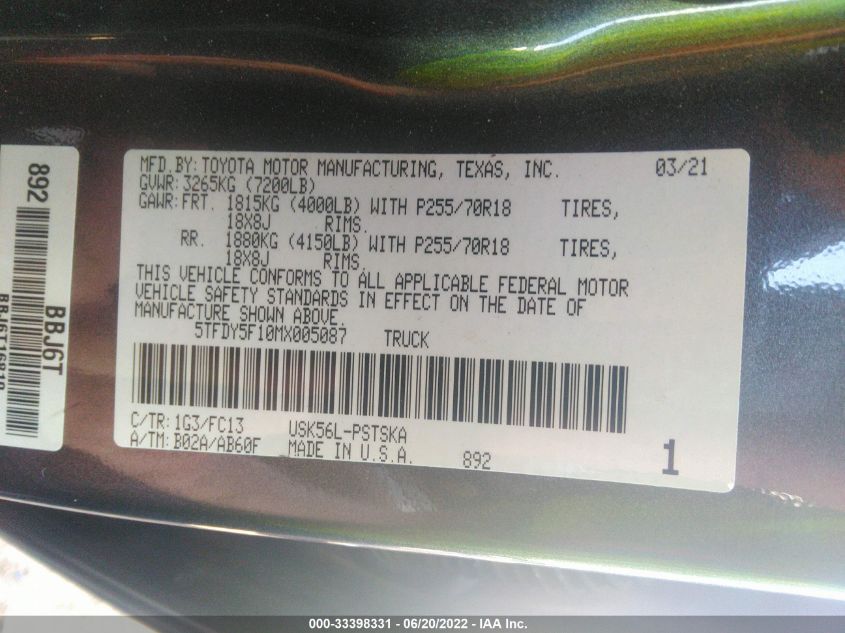 MFD.BY:TOYOTA MOTOR MANUFACTURING, TEXAS, INC. 03/21
GVWR:3265KG (7200LB)
GAWR:FRT. 1815KG (4000LB) WITH P255/70R18 TIRES,
18X8J RIMS.
RR. 1880KG (4150LB) WITH P255/70R18 TIRES,
18X8J RIMS.
THIS VEHICLE CONFORMS TO ALL APPLICABLE FEDERAL MOTOR
VEHICLE SAFETY STANDARDS IN EFFECT ON THE DATE OF
MANUFACTURE SHOWN ABOVE.
5TFDY5F10MX005087 TRUCK
C/TR:1G3/FC13 USK56L-PSTSKA
A/TM:B02A/AB60F MADE IN U.S.A. 892 1
892
BBJ6T
000-33398331 - 06/20/2022 - IAA Inc.